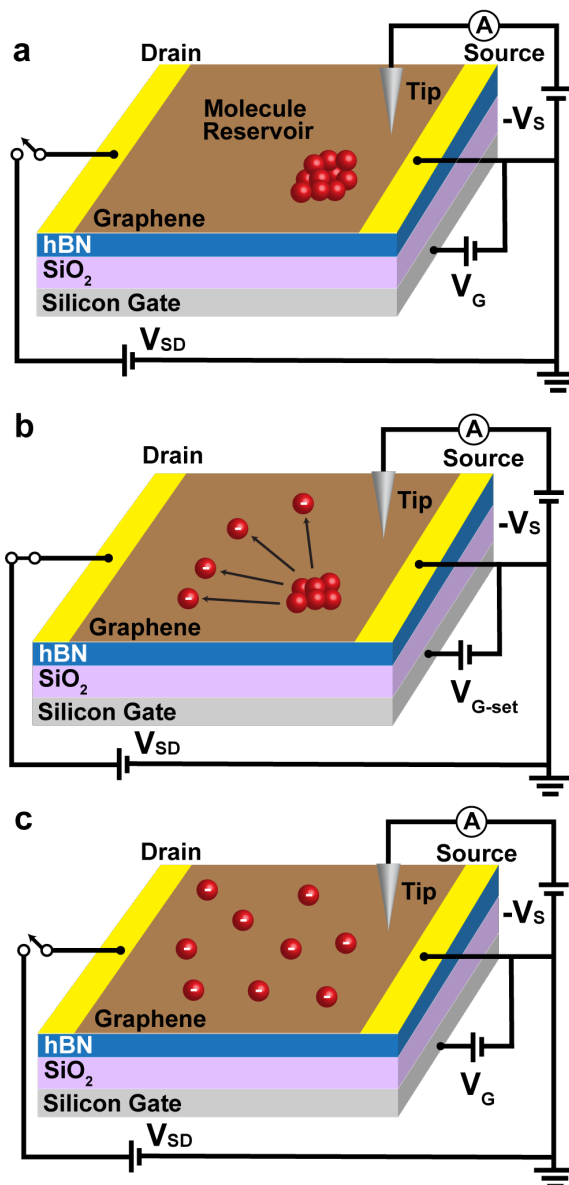 a
Drain
A
Source
Tip
Molecule
Reservoir
-VS
Graphene
hBN
SiO2
Silicon Gate
VG
VSD
b
Drain
A
Source
Tip
-VS
-
-
-
-
Graphene
hBN
SiO2
Silicon Gate
VG-set
VSD
c
Drain
A
Source
Tip
-VS
-
-
-
-
-
-
-
-
-
Graphene
hBN
SiO2
Silicon Gate
VG
VSD